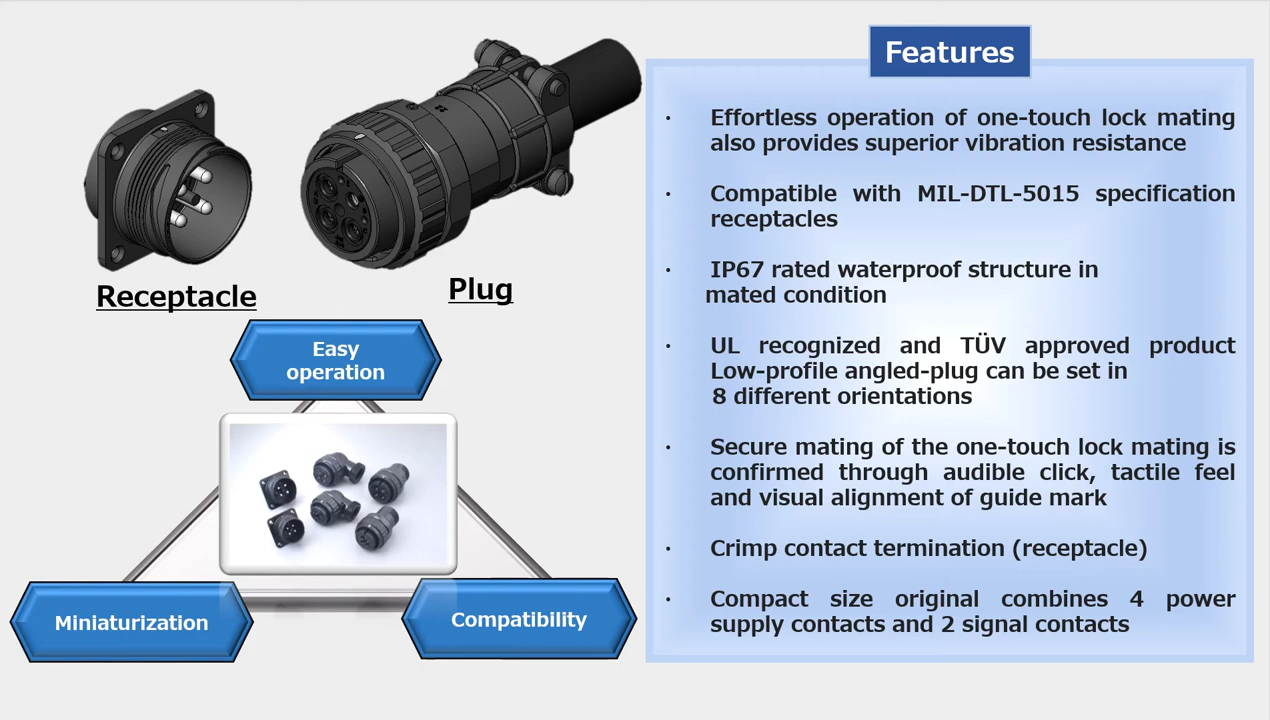 Receptacle
Plug
Easy
operation
Miniaturization
Compatibility
Features
· Effortless operation of one-touch lock mating
also provides superior vibration resistance
· Compatible with MIL-DTL-5015 specification
receptacles
· IP67 rated waterproof structure in
mated condition
· UL recognized and TÜV approved product
Low-profile angled-plug can be set in
8 different orientations
· Secure mating of the one-touch lock mating is
confirmed through audible click, tactile feel
and visual alignment of guide mark
· Crimp contact termination (receptacle)
· Compact size original combines 4 power
supply contacts and 2 signal contacts